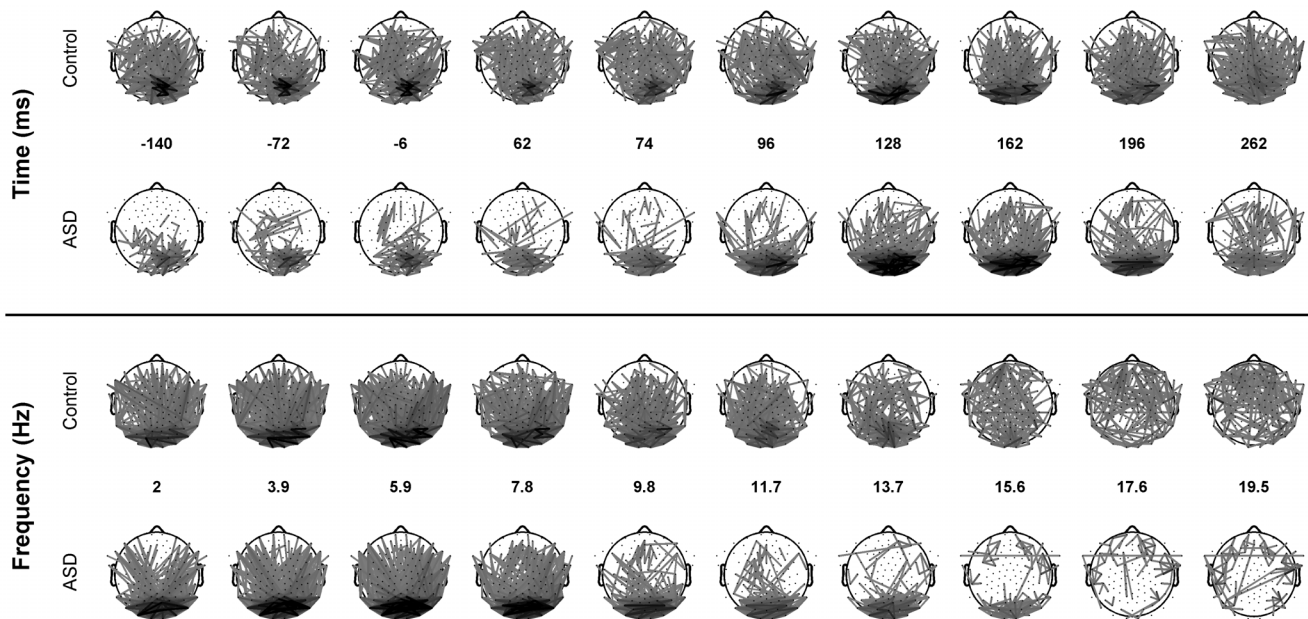 Time (ms)
Control
-140 -72 -6 62 74 96 128 162 196 262
ASD
Frequency (Hz)
Control
2 3.9 5.9 7.8 9.8 11.7 13.7 15.6 17.6 19.5
ASD